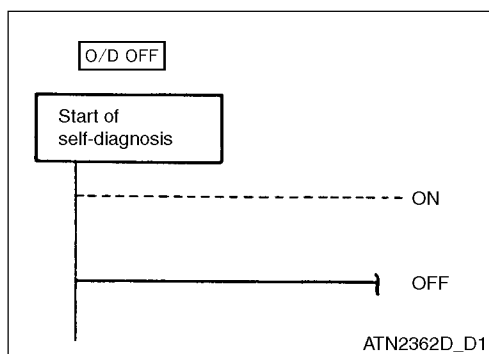 O/D OFF
Start of
self-diagnosis
ON
OFF
ATN2362D_D1